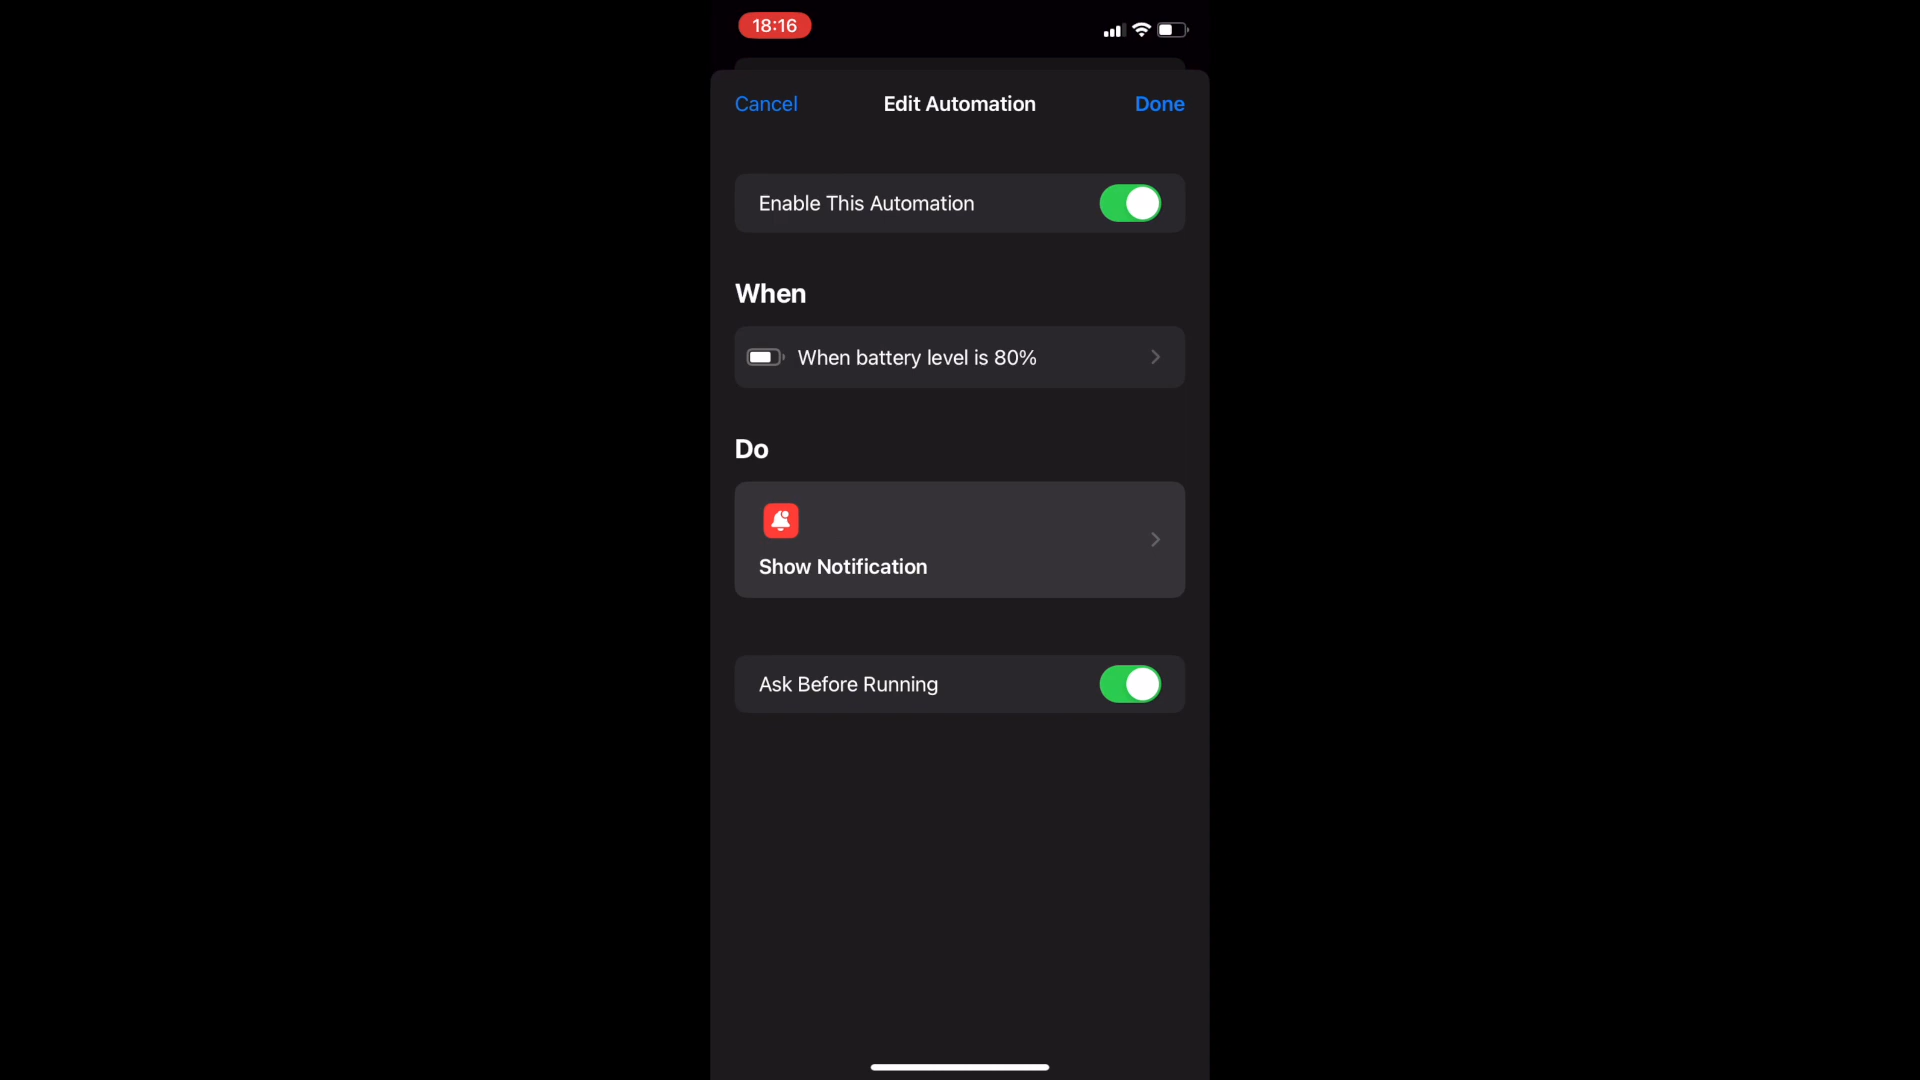 18:16
Cancel Edit Automation Done
Enable This Automation
When
When battery level is 80%
Do
Show Notification
Ask Before Running